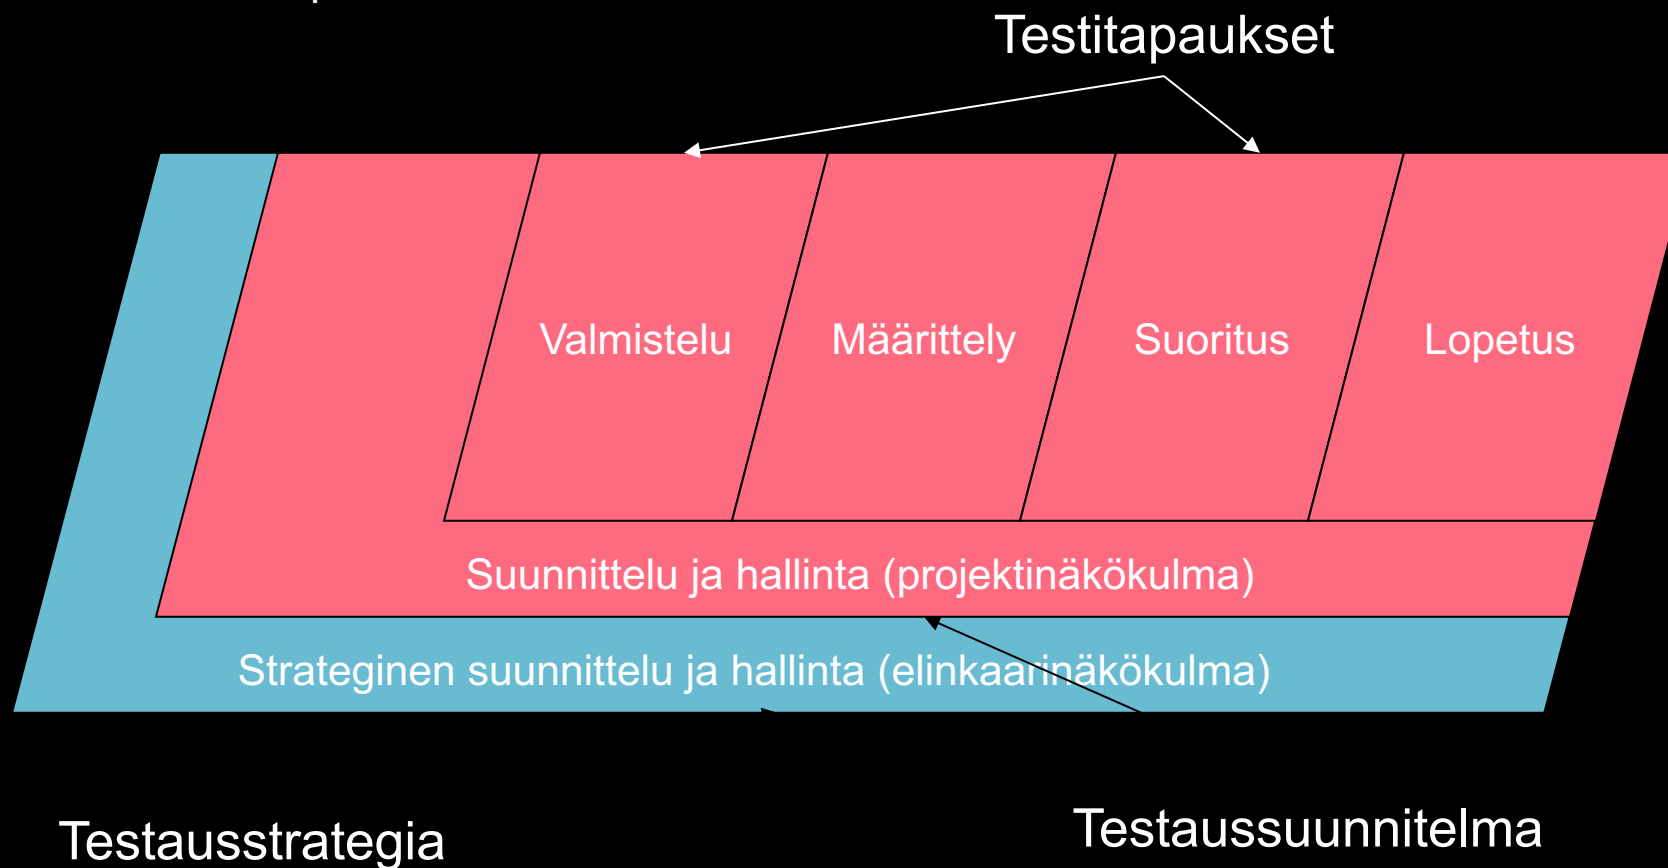 Testitapaukset
Valmistelu
Määrittely
Suoritus
Lopetus
Suunnittelu ja hallinta (projektinäkökulma)
Strateginen suunnittelu ja hallinta (elinkaarinäkökulma)
Testaussuunnitelma
Testausstrategia